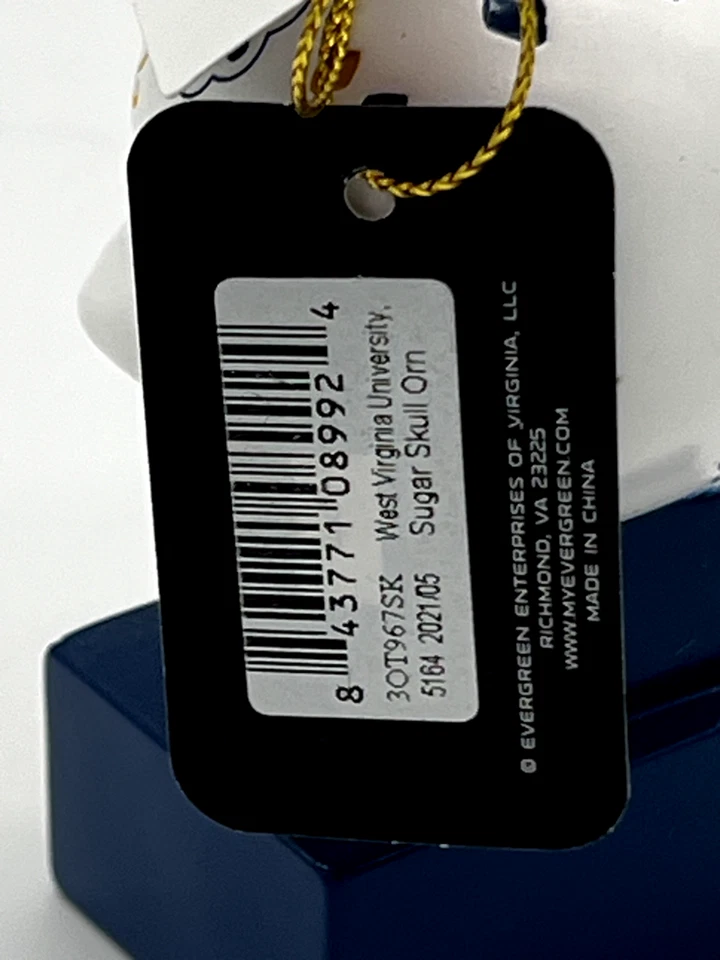 8 43771 08992 4
3OT967SK West Virginia University,
5164 2021/05 Sugar Skull Orn
© EVERGREEN ENTERPRISES OF VIRGINIA, LLC
RICHMOND, VA 23225
WWW.MYEVERGREEN.COM
MADE IN CHINA